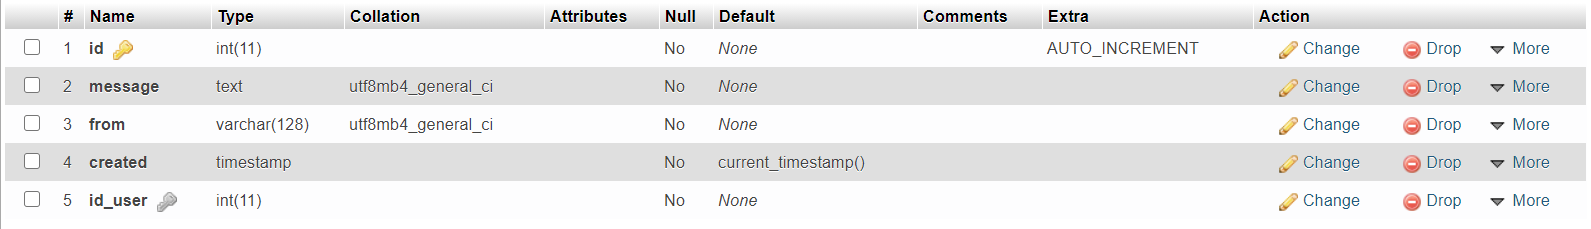 # Name Type Collation Attributes Null Default Comments Extra Action
1 id int(11) No None AUTO_INCREMENT Change Drop More
2 message text utf8mb4_general_ci No None Change Drop More
3 from varchar(128) utf8mb4_general_ci No None Change Drop More
4 created timestamp No current_timestamp() Change Drop More
5 id_user int(11) No None Change Drop More